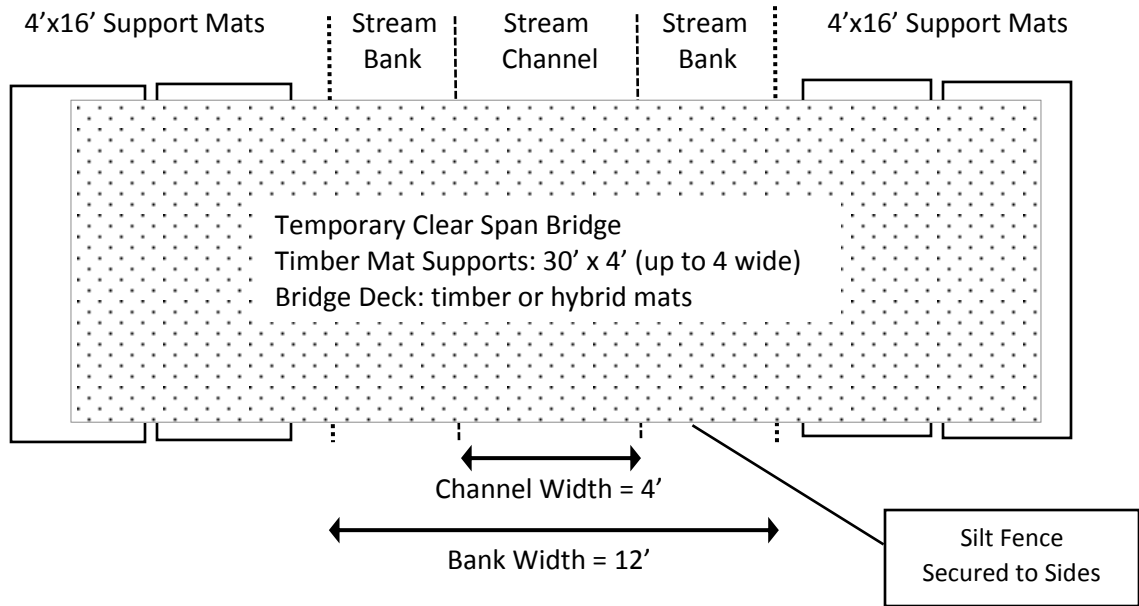 4’x16’ Support Mats
Stream
Bank
Stream
Channel
Stream
Bank
4’x16’ Support Mats
Temporary Clear Span Bridge
Timber Mat Supports: 30’ x 4’ (up to 4 wide)
Bridge Deck: timber or hybrid mats
Channel Width = 4’
Bank Width = 12’
Silt Fence
Secured to Sides